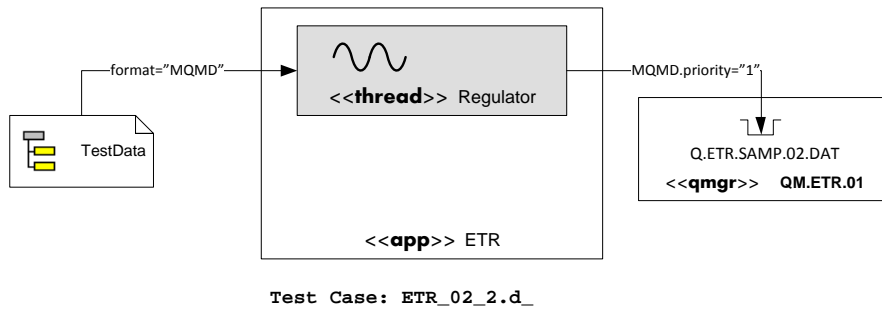 format="MQMD"
<<thread>> Regulator
MQMD.priority="1"
TestData
Q.ETR.SAMP.02.DAT
<<qmgr>> QM.ETR.01
<<app>> ETR
Test Case: ETR_02_2.d_